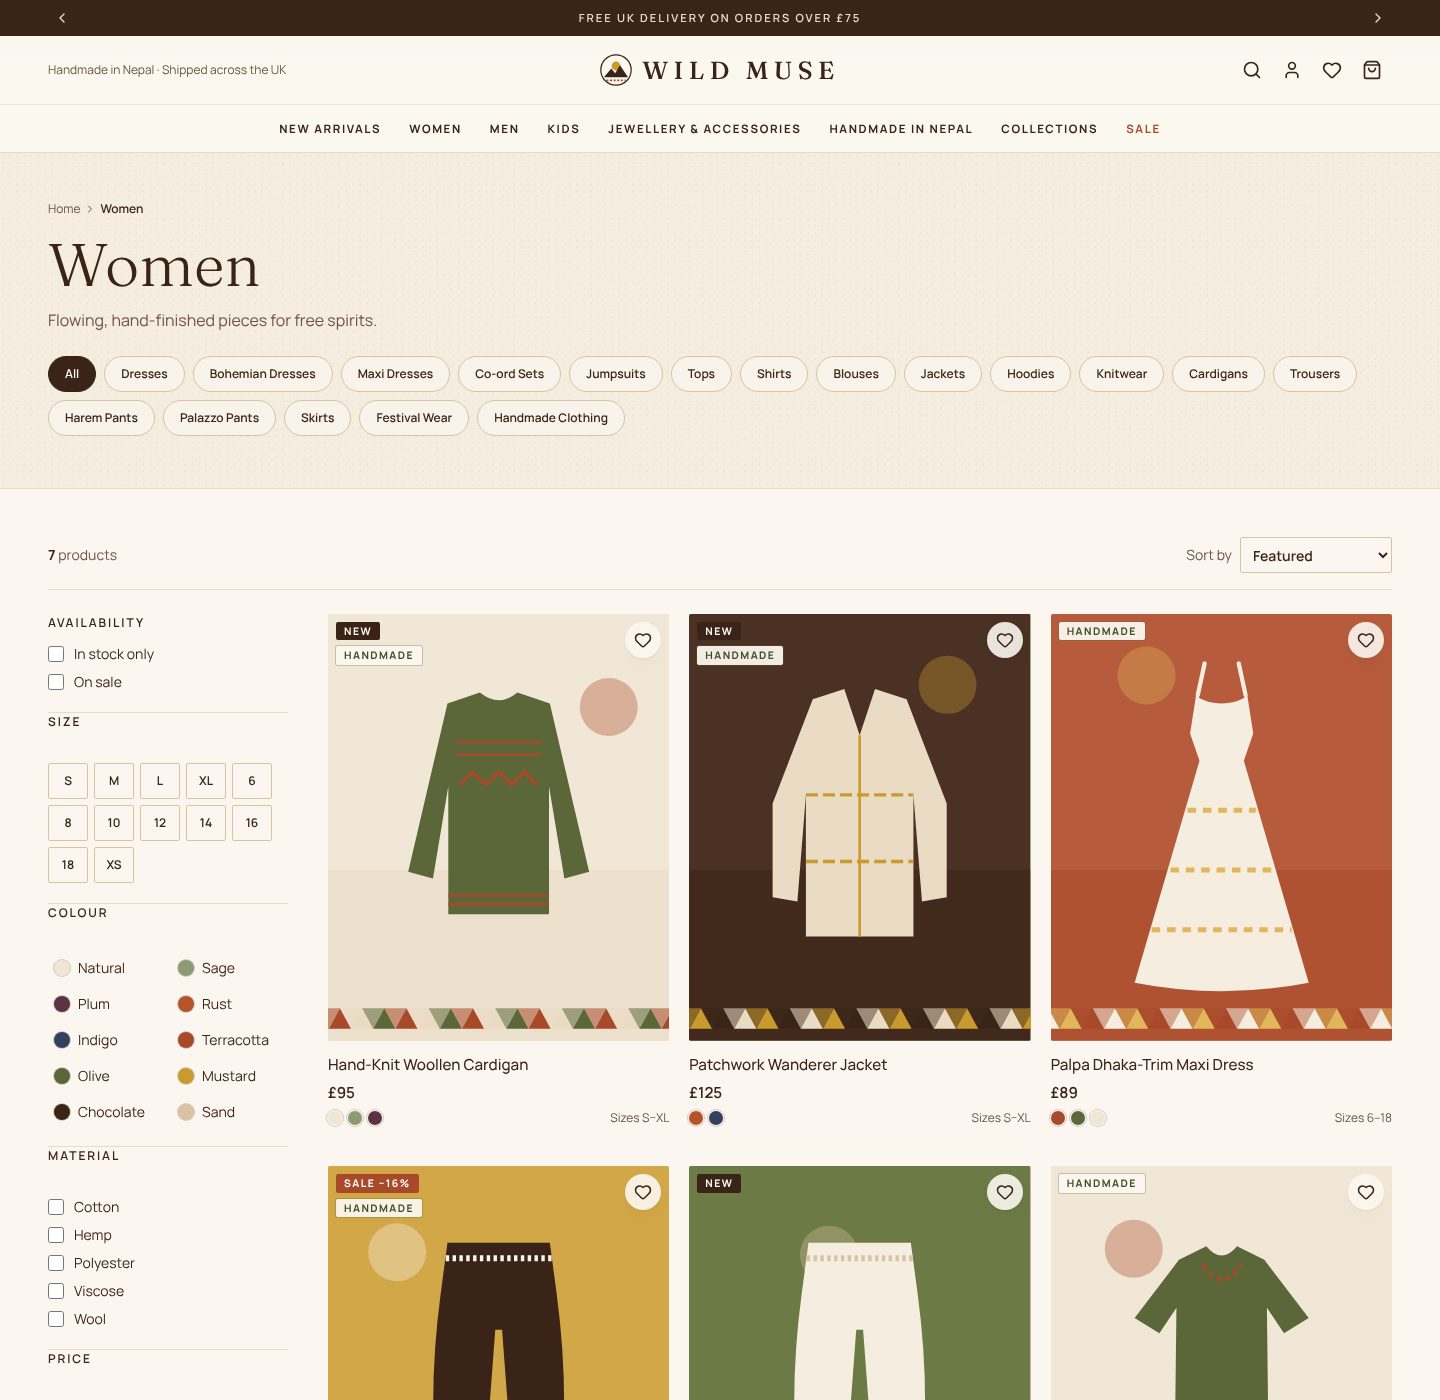 FREE UK DELIVERY ON ORDERS OVER £75
Handmade in Nepal · Shipped across the UK
WILD MUSE
NEW ARRIVALS WOMEN MEN KIDS JEWELLERY & ACCESSORIES HANDMADE IN NEPAL COLLECTIONS SALE
Home > Women
Women
Flowing, hand-finished pieces for free spirits.
All Dresses Bohemian Dresses Maxi Dresses Co-ord Sets Jumpsuits Tops Shirts Blouses Jackets Hoodies Knitwear Cardigans Trousers
Harem Pants Palazzo Pants Skirts Festival Wear Handmade Clothing
7 products
Sort by Featured
AVAILABILITY
In stock only
On sale
SIZE
S M L XL 6
8 10 12 14 16
18 XS
COLOUR
Natural Sage
Plum Rust
Indigo Terracotta
Olive Mustard
Chocolate Sand
MATERIAL
Cotton
Hemp
Polyester
Viscose
Wool
PRICE
NEW
HANDMADE
Hand-Knit Woollen Cardigan
£95
Sizes S–XL
NEW
HANDMADE
Patchwork Wanderer Jacket
£125
Sizes S–XL
HANDMADE
Palpa Dhaka-Trim Maxi Dress
£89
Sizes 6–18
SALE −16%
HANDMADE
NEW
HANDMADE